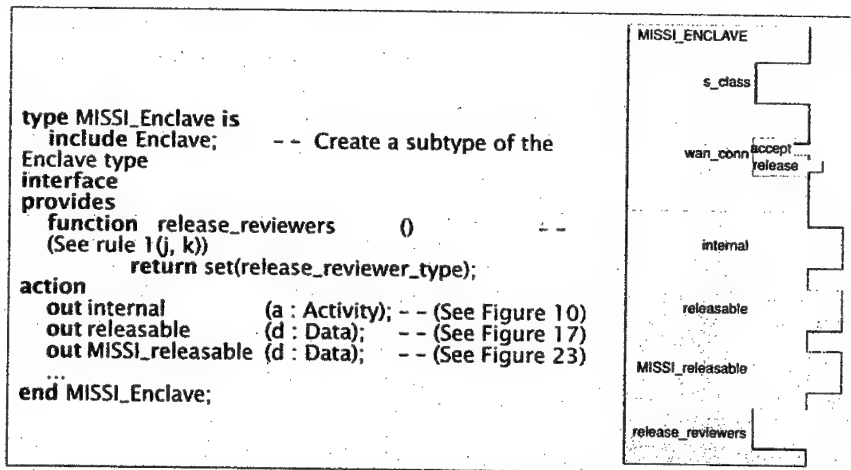 type MISSI_Enclave is
include Enclave; -- Create a subtype of the
Enclave type
interface
provides
function release_reviewers () --
(See rule 1(j, k))
return set(release_reviewer_type);
action
out internal (a : Activity); -- (See Figure 10)
out releasable (d : Data); -- (See Figure 17)
out MISSI_releasable (d : Data); -- (See Figure 23)
...
end MISSI_Enclave;
MISSI_ENCLAVE
s_class
wan_conn
accept
release
internal
releasable
MISSI_releasable
release_reviewers